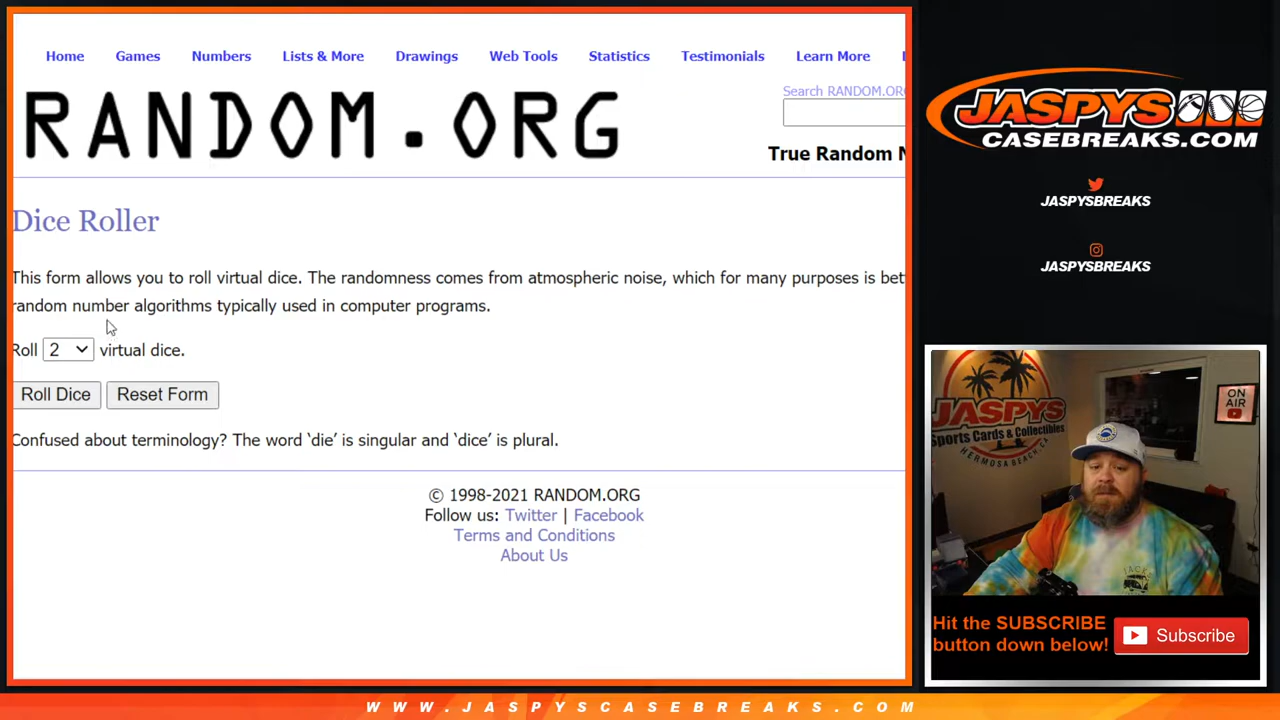 Home Games Numbers Lists & More Drawings Web Tools Statistics Testimonials Learn More
Search RANDOM.ORG
RANDOM.ORG
True Random N
Dice Roller
This form allows you to roll virtual dice. The randomness comes from atmospheric noise, which for many purposes is bet
random number algorithms typically used in computer programs.
Roll 2 virtual dice.
Roll Dice Reset Form
Confused about terminology? The word ‘die’ is singular and ‘dice’ is plural.
© 1998-2021 RANDOM.ORG
Follow us: Twitter | Facebook
Terms and Conditions
About Us
JASPYS
CASEBREAKS.COM
JASPYSBREAKS
JASPYSBREAKS
JASPYS
Sports Cards & Collectibles
HERMOSA BEACH, CA
ON
AIR
Hit the SUBSCRIBE
button down below!
Subscribe
WWW.JASPYSCASEBREAKS.COM